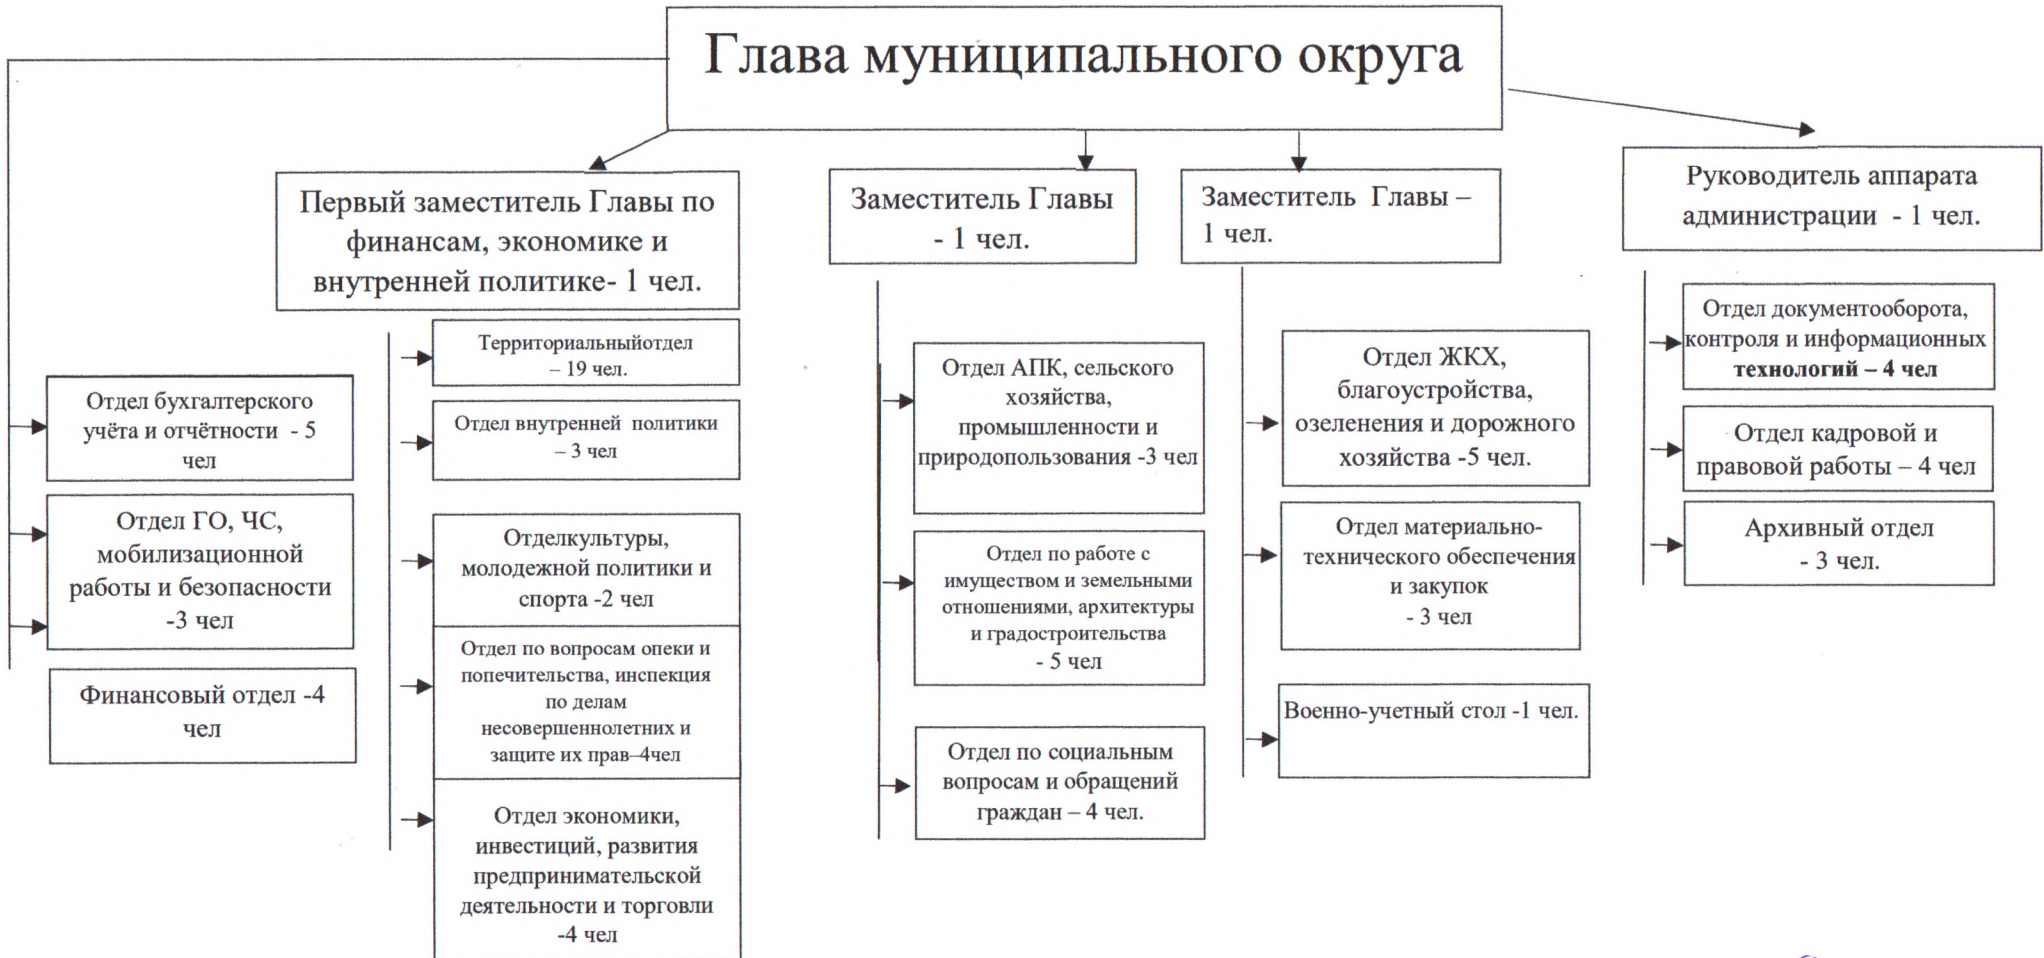 Глава муниципального округа
Первый заместитель Главы по
финансам, экономике и
внутренней политике- 1 чел.
Заместитель Главы
- 1 чел.
Заместитель Главы –
1 чел.
Руководитель аппарата
администрации - 1 чел.
Отдел бухгалтерского
учёта и отчётности - 5
чел
Отдел ГО, ЧС,
мобилизационной
работы и безопасности
-3 чел
Финансовый отдел -4
чел
Территориальныйотдел
– 19 чел.
Отдел внутренней политики
– 3 чел
Отделкультуры,
молодежной политики и
спорта -2 чел
Отдел по вопросам опеки и
попечительства, инспекция
по делам
несовершеннолетних и
защите их прав–4чел
Отдел экономики,
инвестиций, развития
предпринимательской
деятельности и торговли
-4 чел
Отдел АПК, сельского
хозяйства,
промышленности и
природопользования -3 чел
Отдел по работе с
имуществом и земельными
отношениями, архитектуры
и градостроительства
- 5 чел
Отдел по социальным
вопросам и обращений
граждан – 4 чел.
Отдел ЖКХ,
благоустройства,
озеленения и дорожного
хозяйства -5 чел.
Отдел материально-
технического обеспечения
и закупок
- 3 чел
Военно-учетный стол -1 чел.
Отдел документооборота,
контроля и информационных
технологий – 4 чел
Отдел кадровой и
правовой работы – 4 чел
Архивный отдел
- 3 чел.